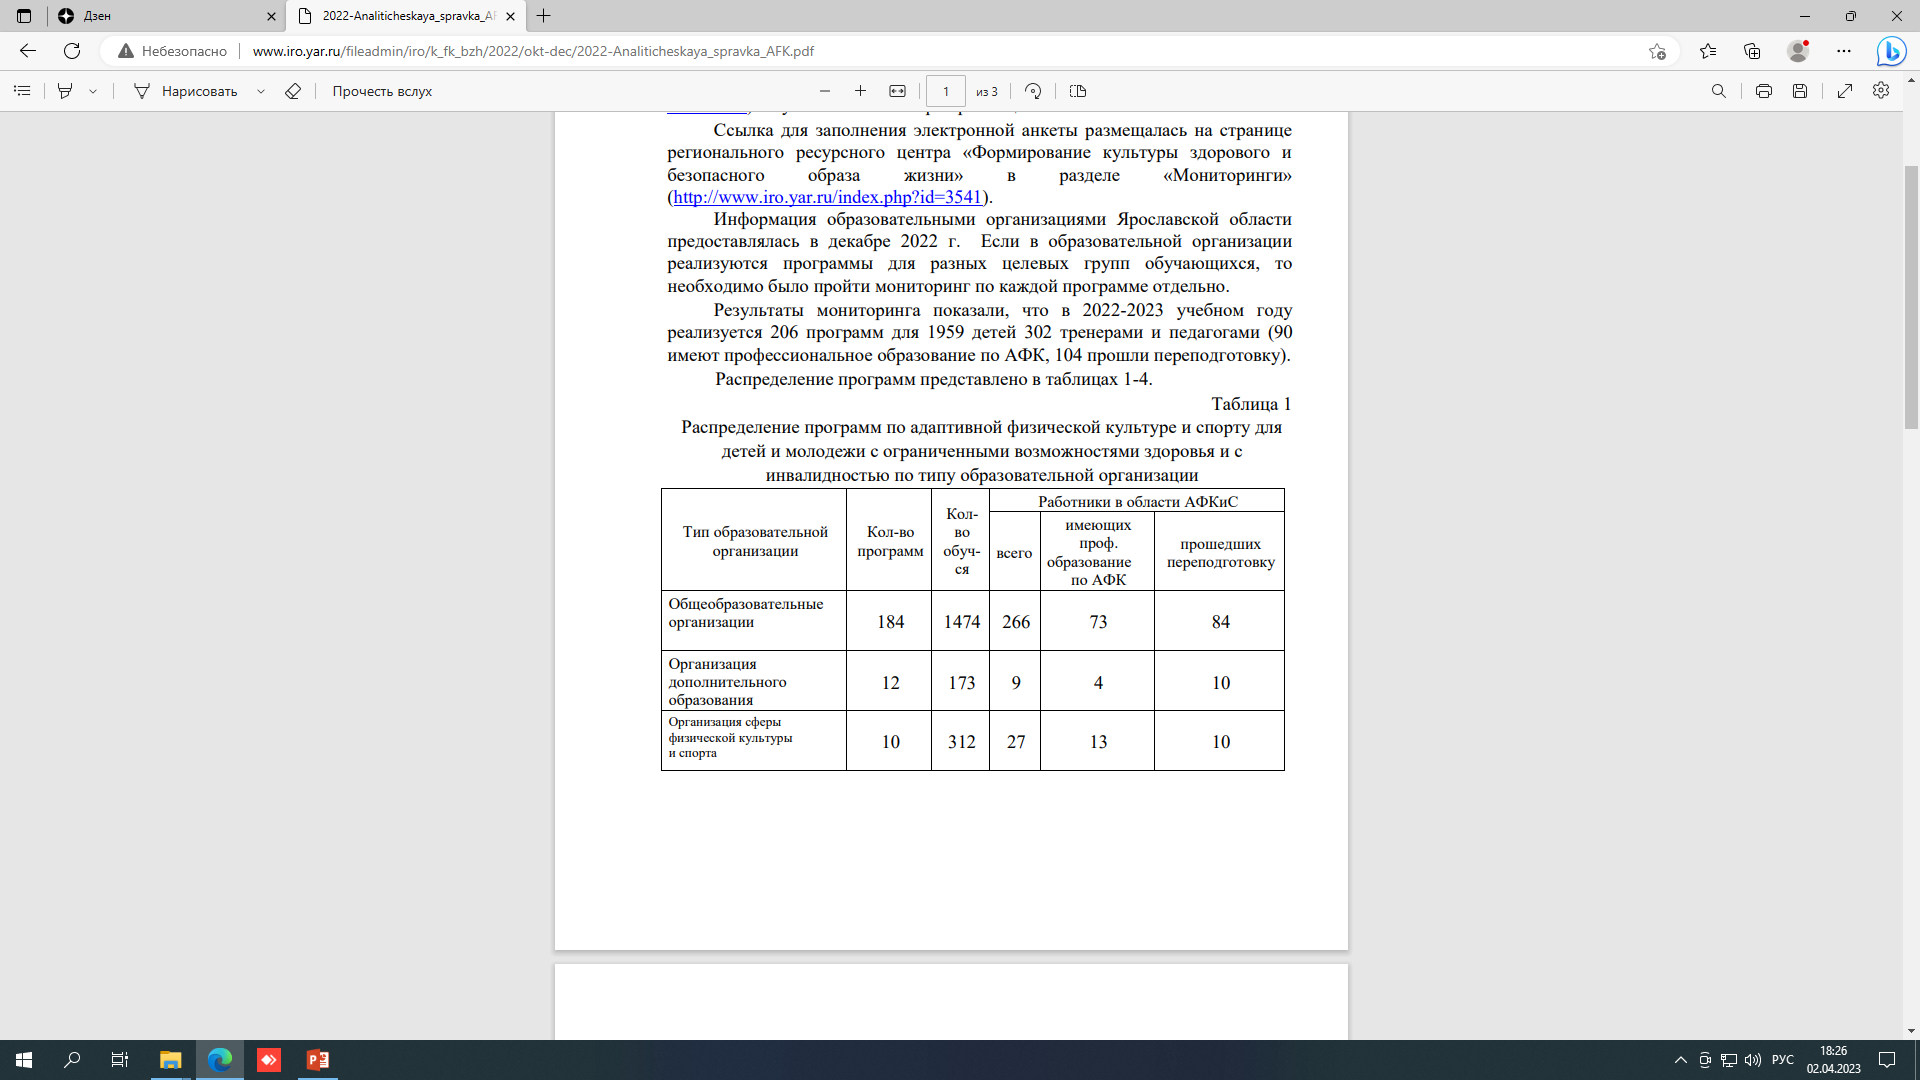 Дзен
2022-Analiticheskaya_spravka_AF
Небезопасно
www.iro.yar.ru/fileadmin/iro/k_fk_bzh/2022/okt-dec/2022-Analiticheskaya_spravka_AFK.pdf
Нарисовать
Прочесть вслух
1
из 3
Ссылка для заполнения электронной анкеты размещалась на странице
регионального ресурсного центра «Формирование культуры здорового и
безопасного образа жизни» в разделе «Мониторинги»
(http://www.iro.yar.ru/index.php?id=3541).
Информация образовательными организациями Ярославской области
предоставлялась в декабре 2022 г. Если в образовательной организации
реализуются программы для разных целевых групп обучающихся, то
необходимо было пройти мониторинг по каждой программе отдельно.
Результаты мониторинга показали, что в 2022-2023 учебном году
реализуется 206 программ для 1959 детей 302 тренерами и педагогами (90
имеют профессиональное образование по АФК, 104 прошли переподготовку).
Распределение программ представлено в таблицах 1-4.
Таблица 1
Распределение программ по адаптивной физической культуре и спорту для
детей и молодежи с ограниченными возможностями здоровья и с
инвалидностью по типу образовательной организации
Тип образовательной
организации
Кол-во
программ
Кол-
во
обуч-
ся
Работники в области АФКиС
всего
имеющих
проф.
образование
по АФК
прошедших
переподготовку
Общеобразовательные
организации
184
1474
266
73
84
Организация
дополнительного
образования
12
173
9
4
10
Организация сферы
физической культуры
и спорта
10
312
27
13
10
РУС
18:26
02.04.2023